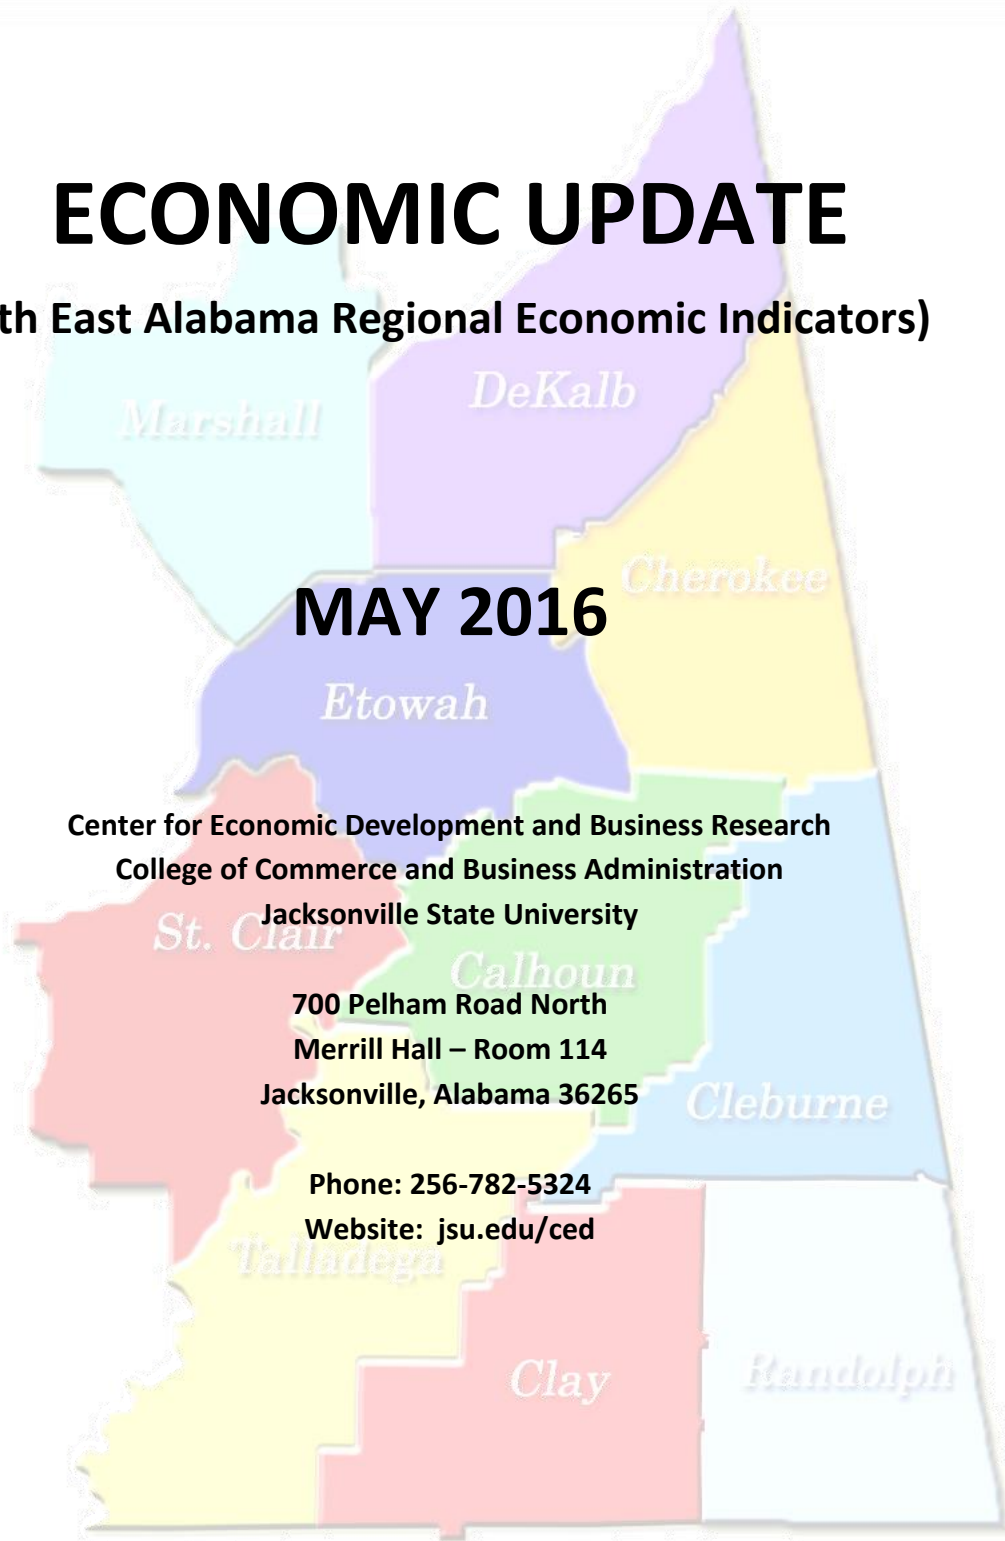 ECONOMIC UPDATE
th East Alabama Regional Economic Indicators)
Marshall
DeKalb
Cherokee
MAY 2016
Etowah
Center for Economic Development and Business Research
College of Commerce and Business Administration
Jacksonville State University
St. Clair
Calhoun
700 Pelham Road North
Merrill Hall – Room 114
Jacksonville, Alabama 36265
Cleburne
Phone: 256-782-5324
Website: jsu.edu/ced
Talladega
Clay
Randolph